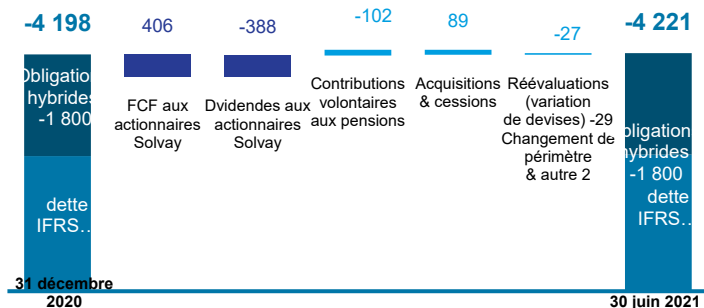 -4 198
406
-388
-102
89
-27
-4 221
Obligation
hybrides
-1 800
dette
IFRS…
FCF aux
actionnaires
Solvay
Dvidendes aux
actionnaires
Solvay
Contributions
volontaires
aux pensions
Acquisitions
& cessions
Réévaluations
(variation
de devises) -29
Changement de
périmètre
& autre 2
bligation
hybrides
-1 800
dette
IFRS…
31 décembre
2020
30 juin 2021